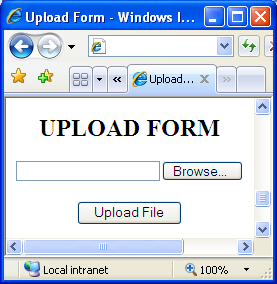 Upload Form - Windows I...
Upload...
UPLOAD FORM
Browse...
Upload File
Local intranet
100%